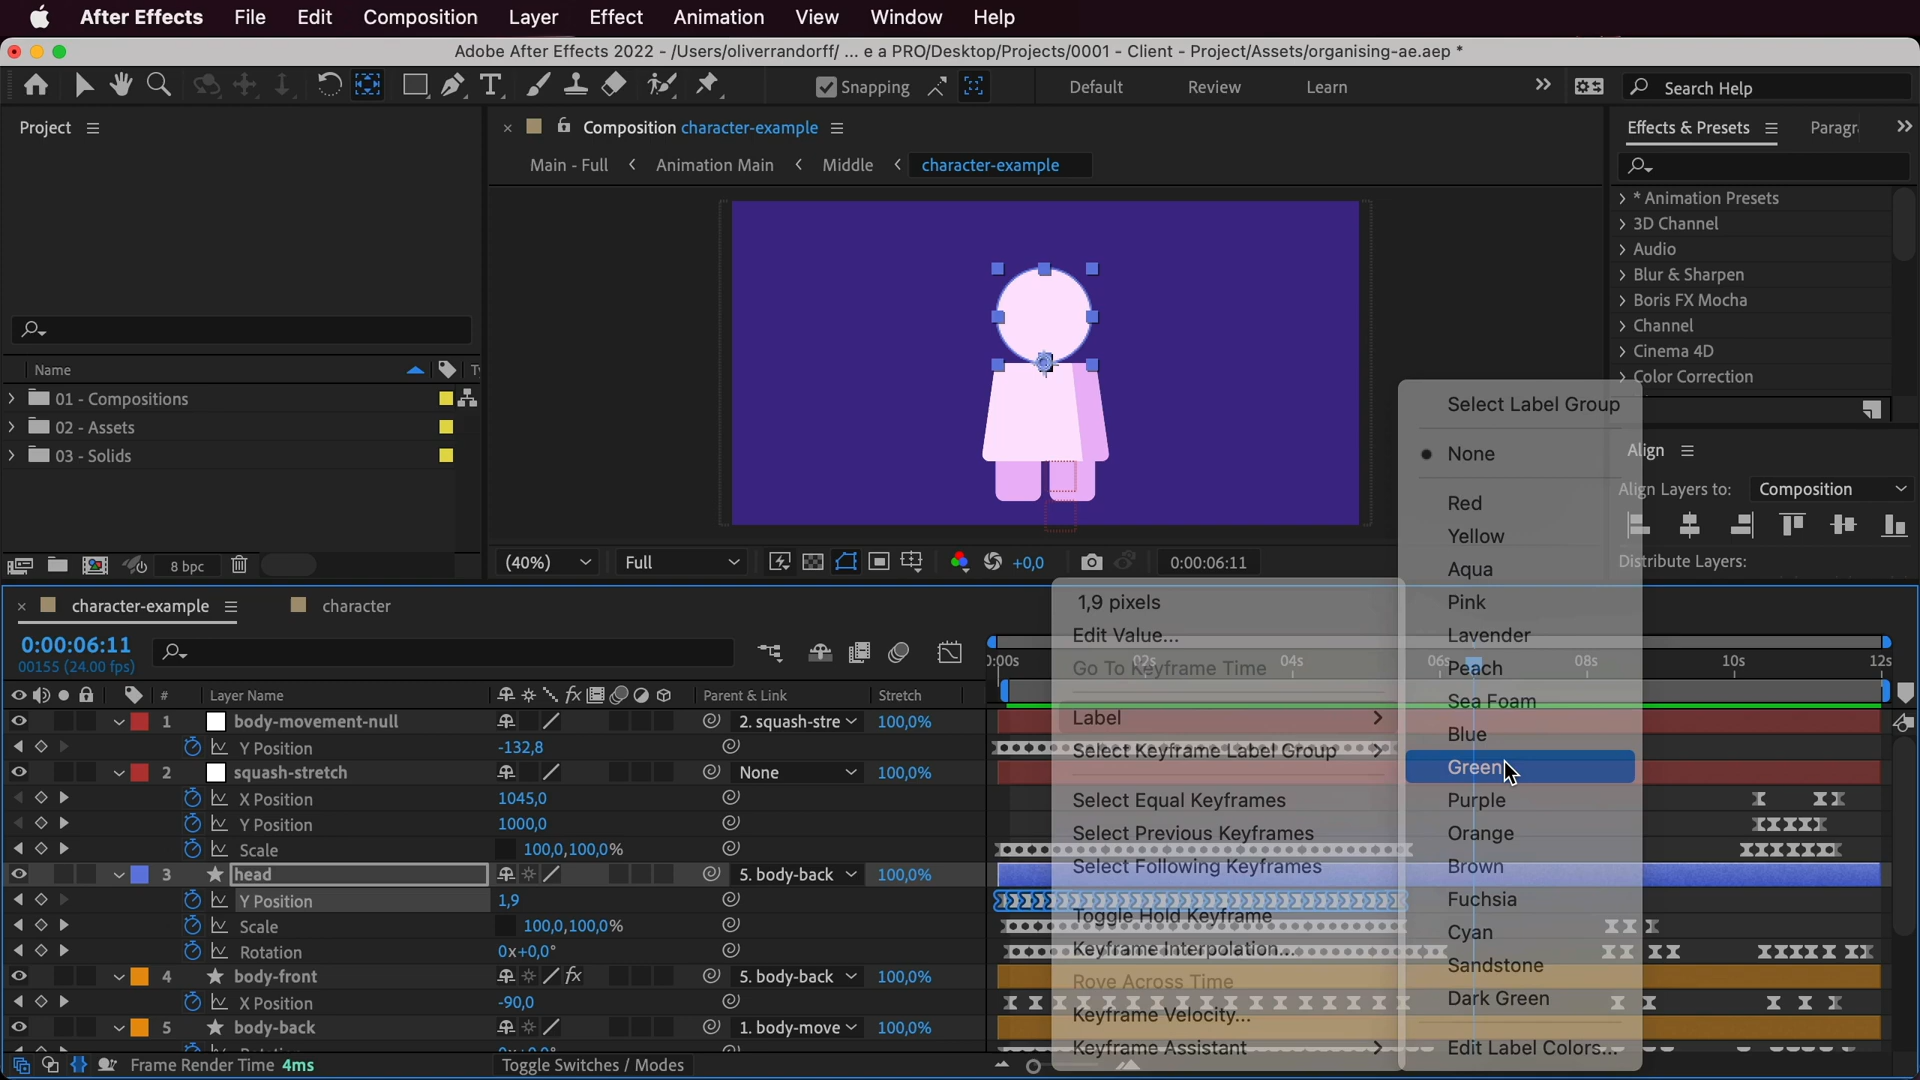 After Effects File Edit Composition Layer Effect Animation View Window Help
Adobe After Effects 2022 - /Users/oliverrandorff/ ... e a PRO/Desktop/Projects/0001 - Client - Project/Assets/organising-ae.aep *
Snapping Default Review Learn Search Help
Project
Composition character-example
Effects & Presets Paragr
Main - Full Animation Main Middle character-example
* Animation Presets
3D Channel
Audio
Blur & Sharpen
Boris FX Mocha
Channel
Cinema 4D
Color Correction
Name
01 - Compositions
02 - Assets
03 - Solids
8 bpc
(40%) Full +0,0 0:00:06:11
Align
Align Layers to: Composition
Distribute Layers:
Select Label Group
None
Red
Yellow
Aqua
Pink
Lavender
Peach
Sea Foam
Blue
Green
Purple
Orange
Brown
Fuchsia
Cyan
Sandstone
Dark Green
Edit Label Colors...
1,9 pixels
Edit Value...
Go To Keyframe Time
Label
Select Keyframe Label Group
Select Equal Keyframes
Select Previous Keyframes
Select Following Keyframes
Toggle Hold Keyframe
Keyframe Interpolation...
Rove Across Time
Keyframe Velocity...
Keyframe Assistant
character-example character
0:00:06:11
00155 (24.00 fps)
0:00s 02s 04s 06s 08s 10s 12s
# Layer Name fx Parent & Link Stretch
1 body-movement-null 2. squash-stre 100,0%
Y Position -132,8
2 squash-stretch None 100,0%
X Position 1045,0
Y Position 1000,0
Scale 100,0,100,0%
3 head 5. body-back 100,0%
Y Position 1,9
Scale 100,0,100,0%
Rotation 0x+0,0°
4 body-front fx 5. body-back 100,0%
X Position -90,0
5 body-back 1. body-move 100,0%
Frame Render Time 4ms Toggle Switches / Modes